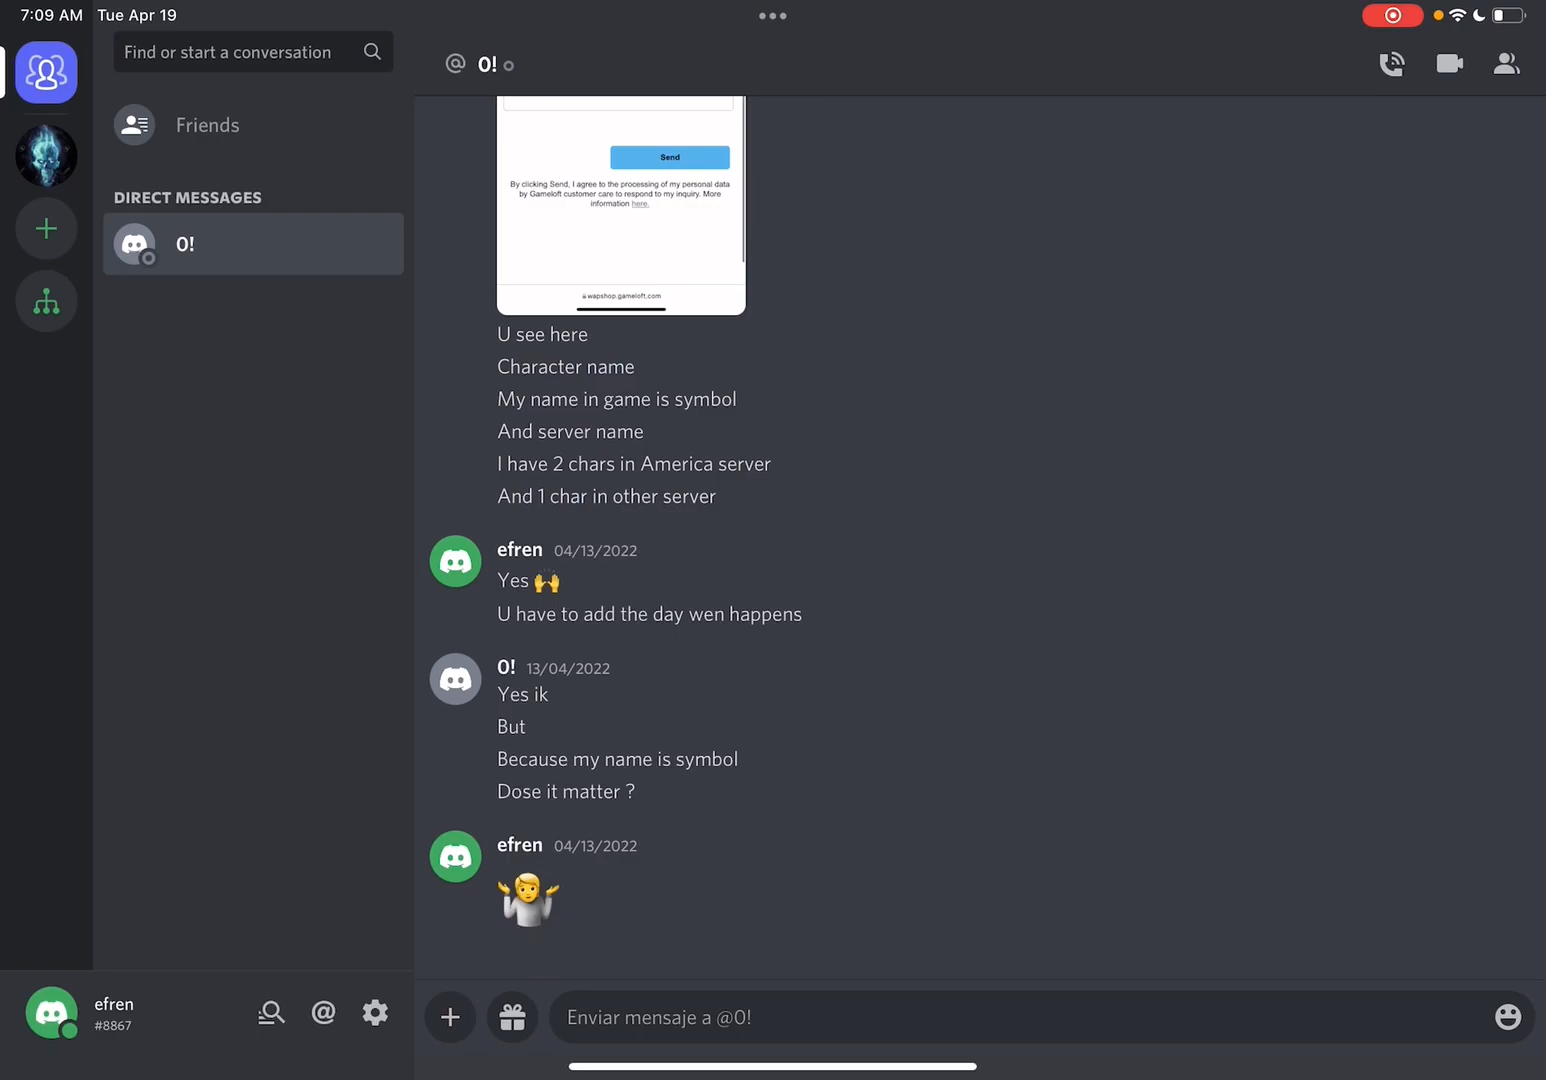 7:09 AM Tue Apr 19
Find or start a conversation
Friends
DIRECT MESSAGES
0!
efren
#8867
0!
Send
By clicking Send, I agree to the processing of my personal data
by Gameloft customer care to respond to my inquiry. More
information here.
wapshop.gameloft.com
U see here
Character name
My name in game is symbol
And server name
I have 2 chars in America server
And 1 char in other server
efren 04/13/2022
Yes 🙌
U have to add the day wen happens
0! 13/04/2022
Yes ik
But
Because my name is symbol
Dose it matter ?
efren 04/13/2022
🤷
Enviar mensaje a @0!